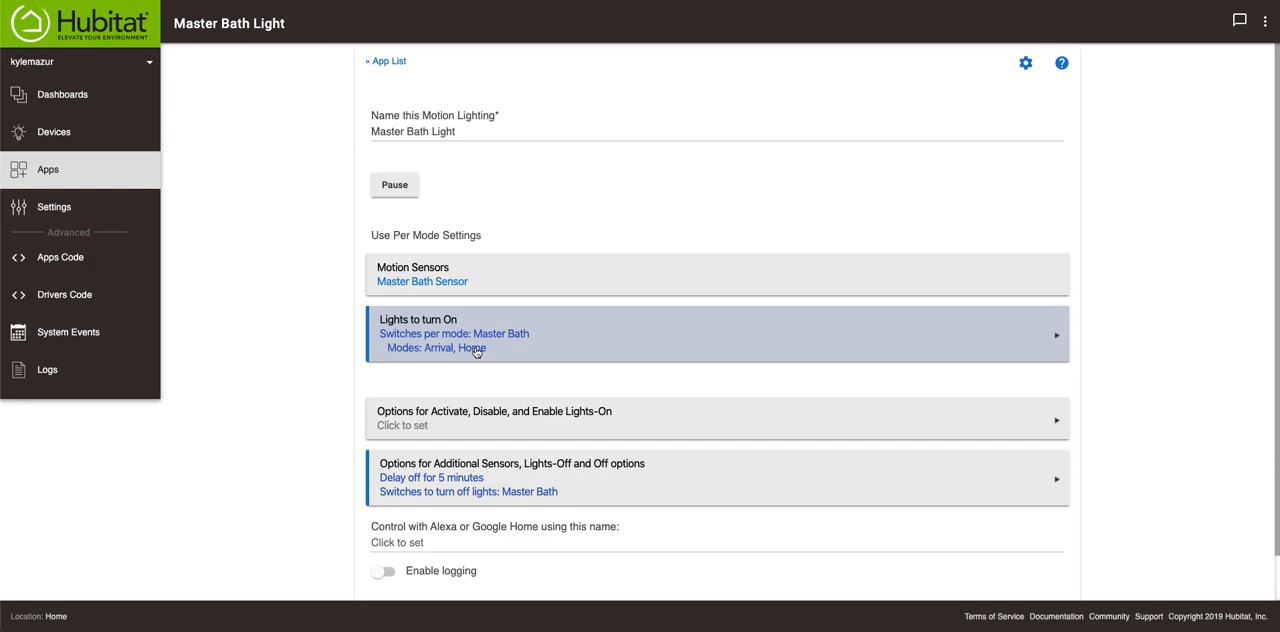 Hubitat
ELEVATE YOUR ENVIRONMENT
Master Bath Light
kylemazur
Dashboards
Devices
Apps
Settings
Advanced
Apps Code
Drivers Code
System Events
Logs
« App List
Name this Motion Lighting*
Master Bath Light
Pause
Use Per Mode Settings
Motion Sensors
Master Bath Sensor
Lights to turn On
Switches per mode: Master Bath
Modes: Arrival, Home
Options for Activate, Disable, and Enable Lights-On
Click to set
Options for Additional Sensors, Lights-Off and Off options
Delay off for 5 minutes
Switches to turn off lights: Master Bath
Control with Alexa or Google Home using this name:
Click to set
Enable logging
Location: Home
Terms of Service Documentation Community Support Copyright 2019 Hubitat, Inc.